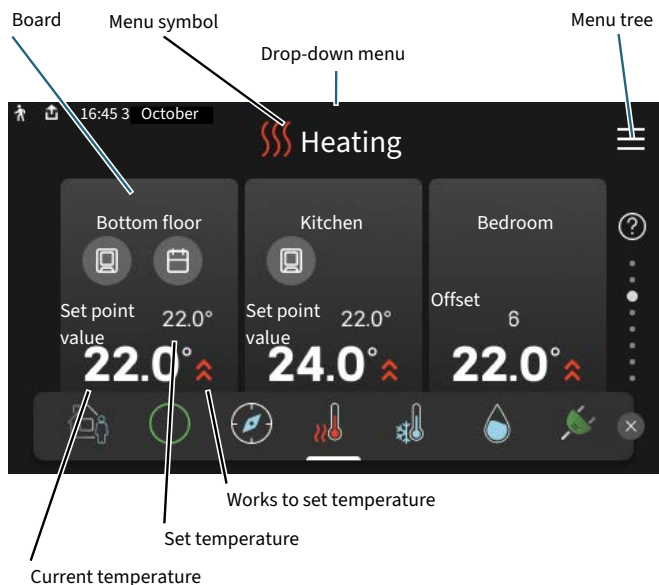 Board
Menu symbol
Menu tree
Drop-down menu
16:45 3 October
Heating
Bottom floor
Kitchen
Bedroom
?
Set point value
22.0°
Set point value
22.0°
Offset
6
22.0°
24.0°
22.0°
Works to set temperature
Set temperature
Current temperature